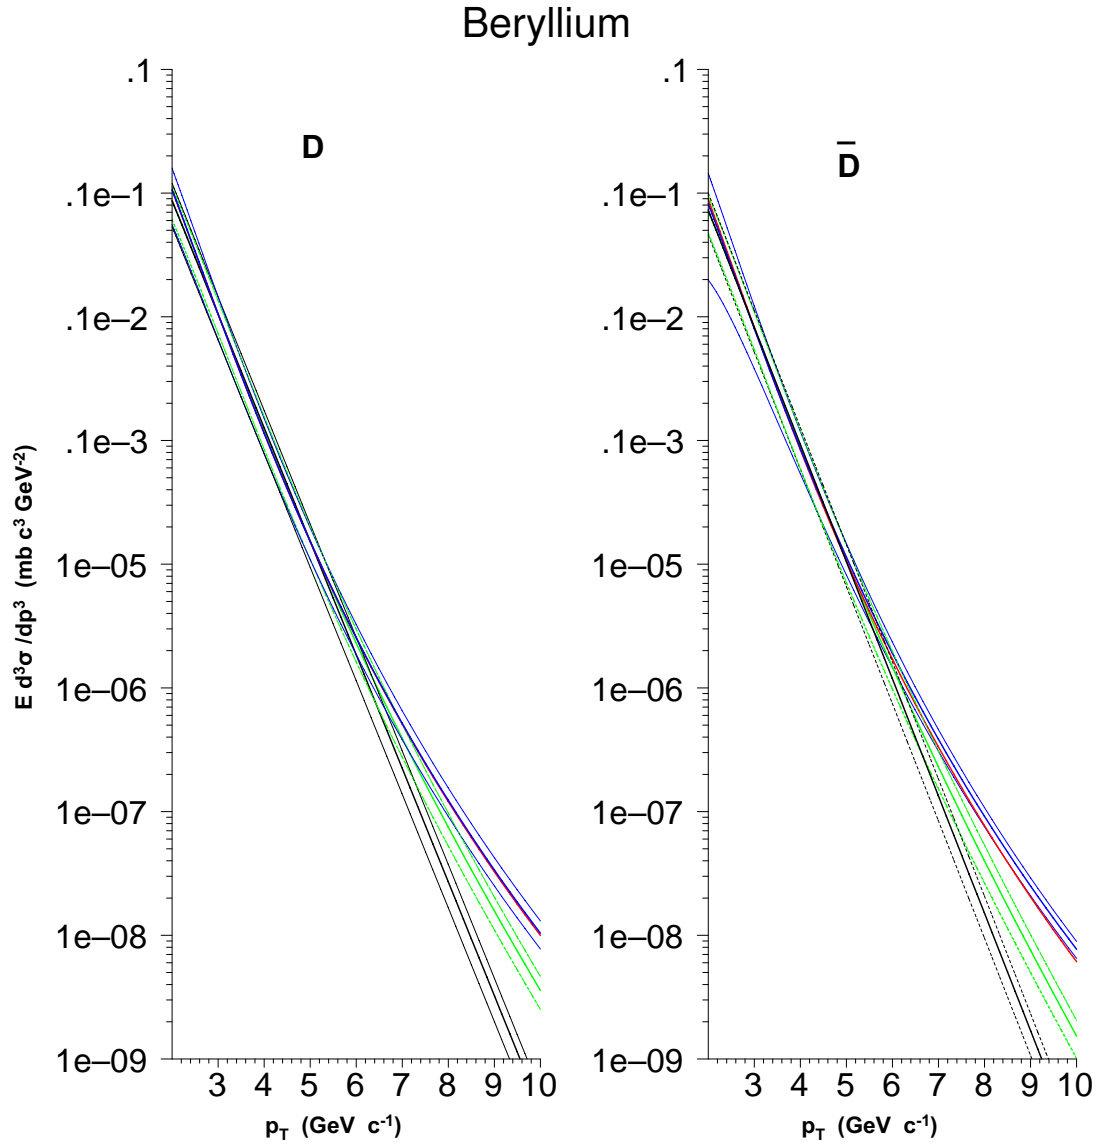 Beryllium
D
D̅
E d³σ/dp³ (mb c³ GeV⁻²)
.1
.1e–1
.1e–2
.1e–3
1e–05
1e–06
1e–07
1e–08
1e–09
3 4 5 6 7 8 9 10
p_T (GeV c⁻¹)
.1
.1e–1
.1e–2
.1e–3
1e–05
1e–06
1e–07
1e–08
1e–09
3 4 5 6 7 8 9 10
p_T (GeV c⁻¹)